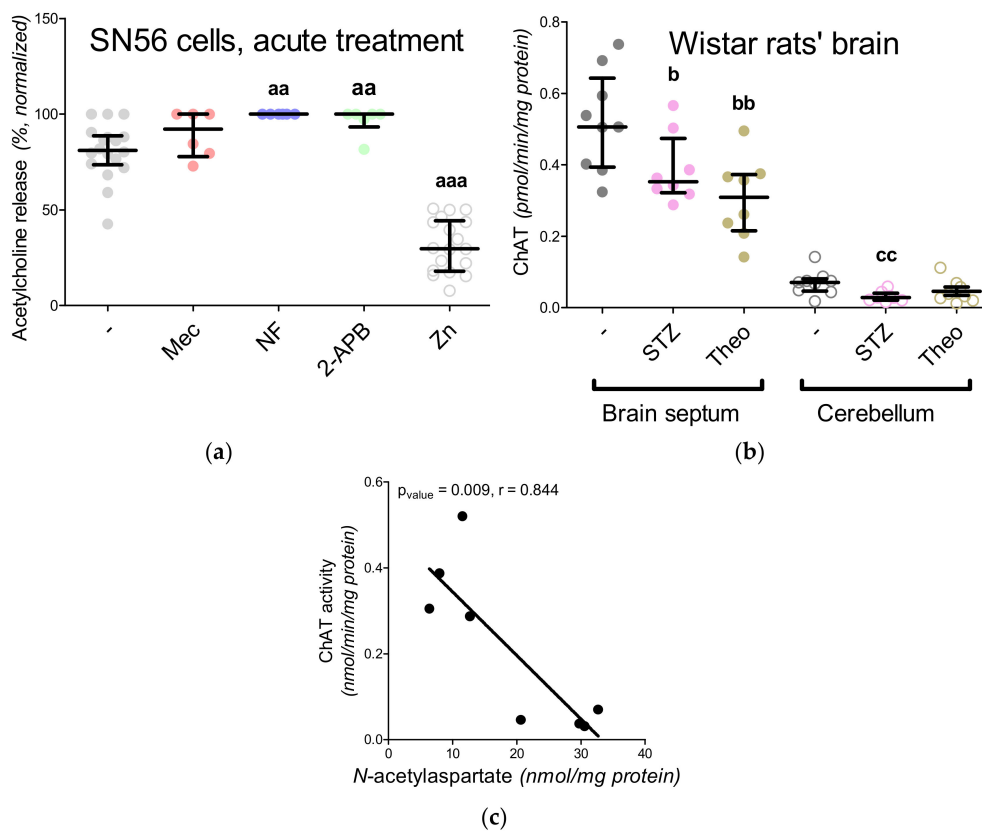 SN56 cells, acute treatment
Acetylcholine release (%, normalized)
150
100
50
0
aa
aa
aaa
-
Mec
NF
2-APB
Zn
(a)
Wistar rats' brain
ChAT (pmol/min/mg protein)
0.8
0.6
0.4
0.2
0.0
b
bb
cc
-
STZ
Theo
-
STZ
Theo
Brain septum
Cerebellum
(b)
pvalue = 0.009, r = 0.844
ChAT activity
(nmol/min/mg protein)
0.6
0.4
0.2
0.0
0
10
20
30
40
N-acetylaspartate (nmol/mg protein)
(c)